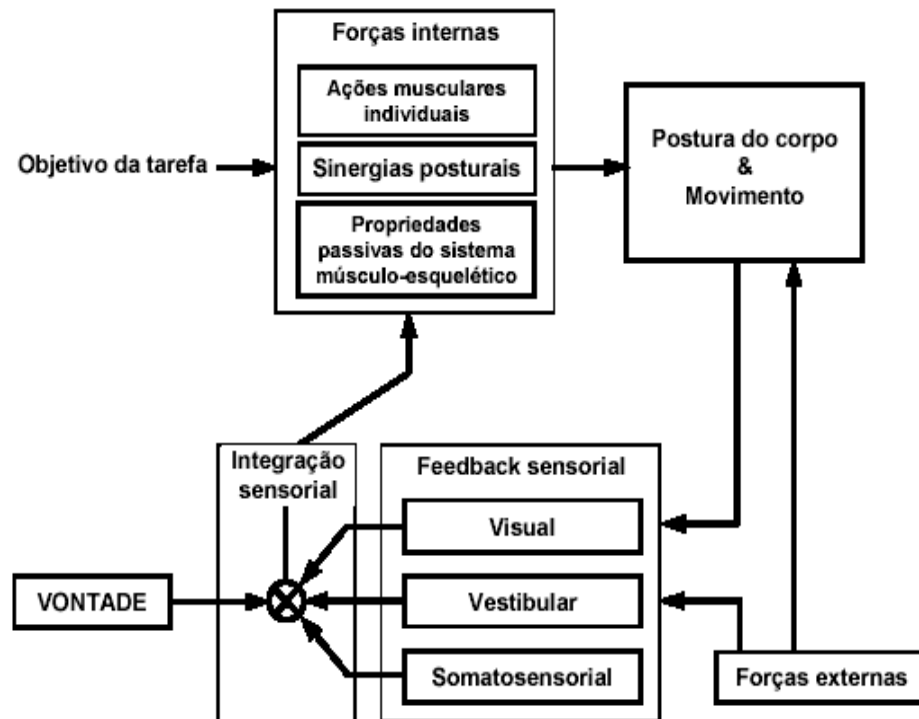 Forças internas
Ações musculares
individuais
Objetivo da tarefa
Sinergias posturais
Propriedades
passivas do sistema
músculo-esquelético
Postura do corpo
&
Movimento
Integração
sensorial
Feedback sensorial
Visual
VONTADE
Vestibular
Somatosensorial
Forças externas